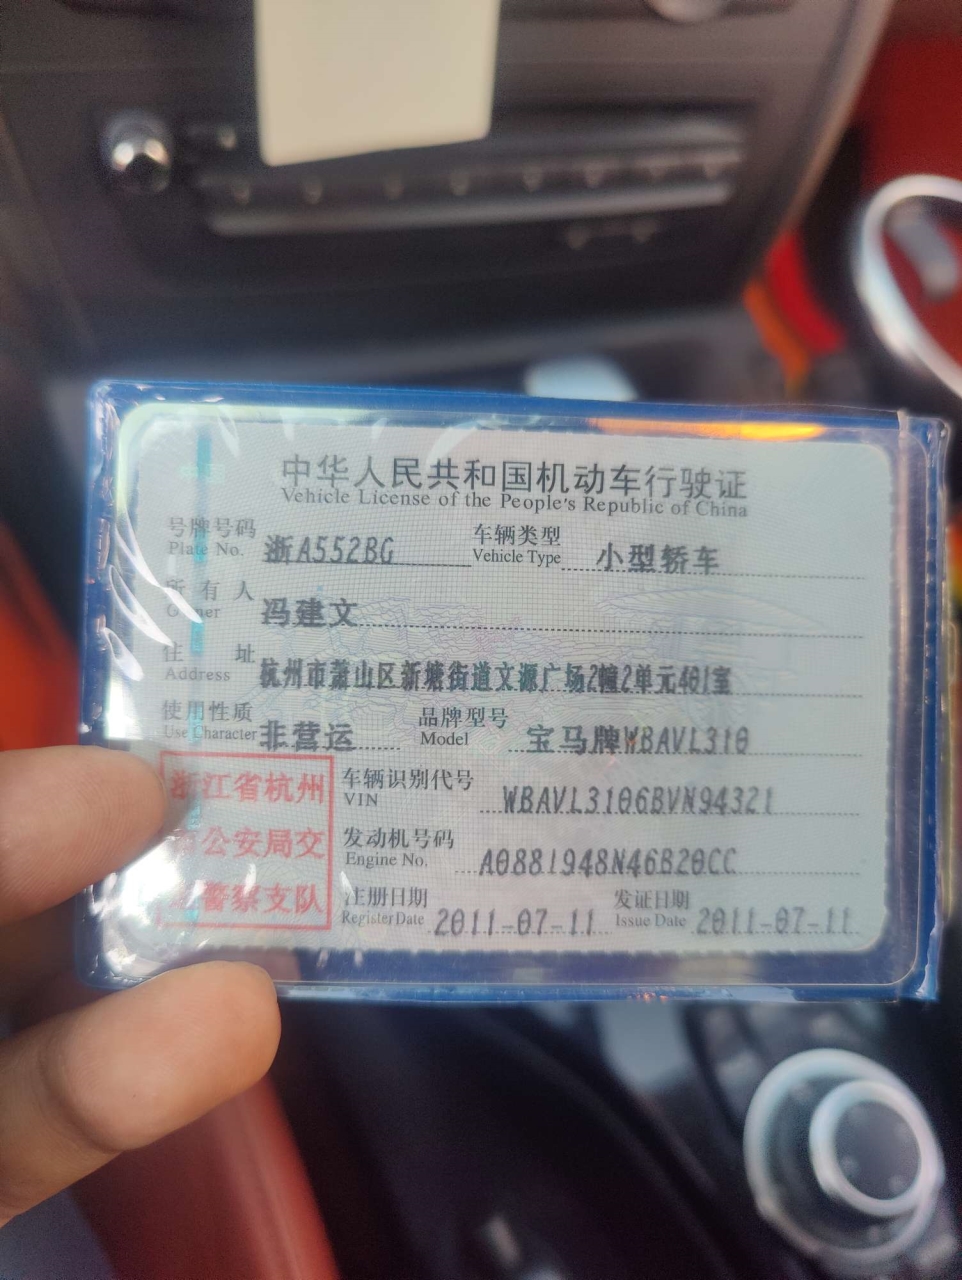 中华人民共和国机动车行驶证
Vehicle License of the People's Republic of China
号牌号码 浙A552BG 车辆类型 小型轿车
Plate No. Vehicle Type
所有人 冯建文
Owner
住址 杭州市萧山区新塘街道文源广场2幢2单元401室
Address
使用性质 非营运 品牌型号 宝马牌WBAVL310
Use Character Model
车辆识别代号 WBAVL3106BVN94321
VIN
发动机号码 A0881948N46B20CC
Engine No.
注册日期 2011-07-11 发证日期 2011-07-11
Register Date Issue Date
浙江省杭州
公安局交
警察支队